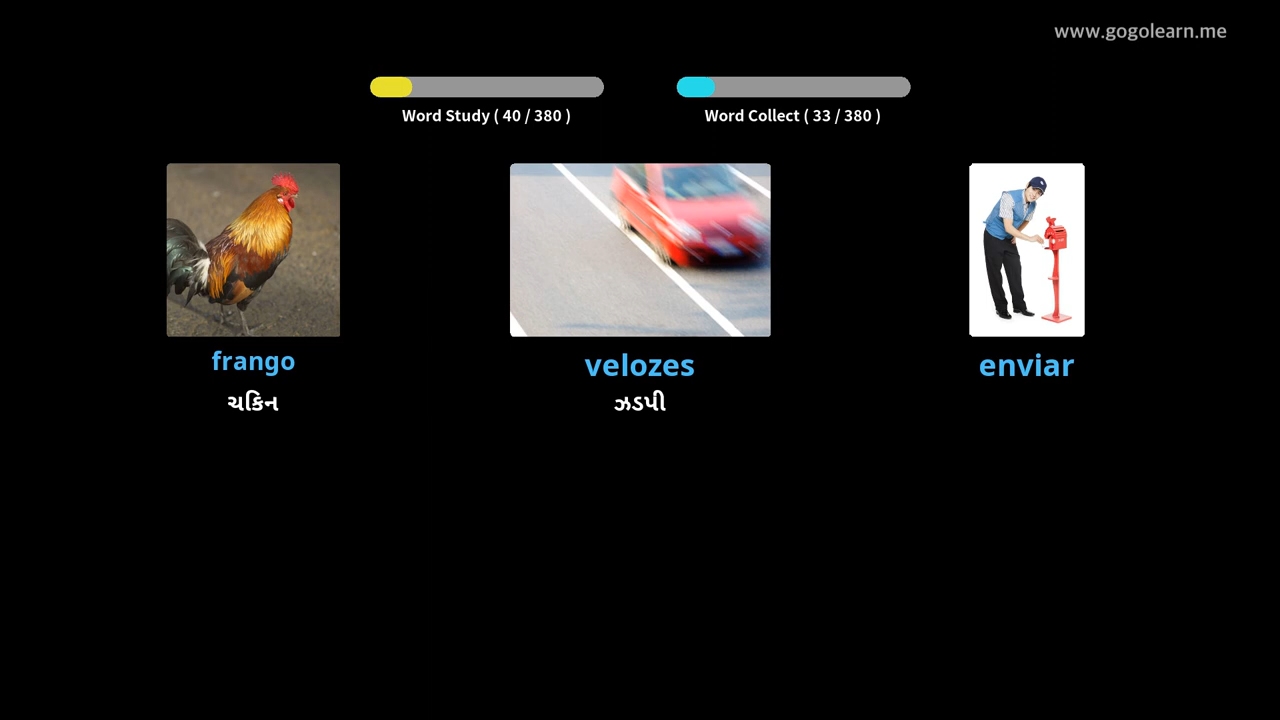 www.gogolearn.me
Word Study ( 40 / 380 )
Word Collect ( 33 / 380 )
frango
velozes
enviar
ચકિન
ઝડપી